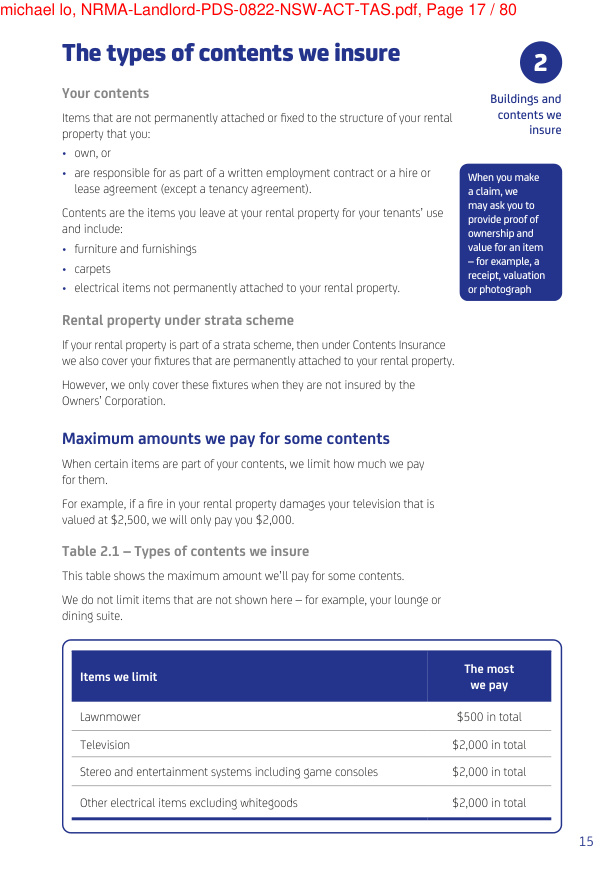 michael lo, NRMA-Landlord-PDS-0822-NSW-ACT-TAS.pdf, Page 17 / 80
The types of contents we insure
2
Buildings and
contents we
insure
Your contents
Items that are not permanently attached or fixed to the structure of your rental
property that you:
• own, or
• are responsible for as part of a written employment contract or a hire or
lease agreement (except a tenancy agreement).
Contents are the items you leave at your rental property for your tenants' use
and include:
• furniture and furnishings
• carpets
• electrical items not permanently attached to your rental property.
When you make
a claim, we
may ask you to
provide proof of
ownership and
value for an item
– for example, a
receipt, valuation
or photograph
Rental property under strata scheme
If your rental property is part of a strata scheme, then under Contents Insurance
we also cover your fixtures that are permanently attached to your rental property.
However, we only cover these fixtures when they are not insured by the
Owners' Corporation.
Maximum amounts we pay for some contents
When certain items are part of your contents, we limit how much we pay
for them.
For example, if a fire in your rental property damages your television that is
valued at $2,500, we will only pay you $2,000.
Table 2.1 – Types of contents we insure
This table shows the maximum amount we'll pay for some contents.
We do not limit items that are not shown here – for example, your lounge or
dining suite.
Items we limit
The most
we pay
Lawnmower $500 in total
Television $2,000 in total
Stereo and entertainment systems including game consoles $2,000 in total
Other electrical items excluding whitegoods $2,000 in total
15